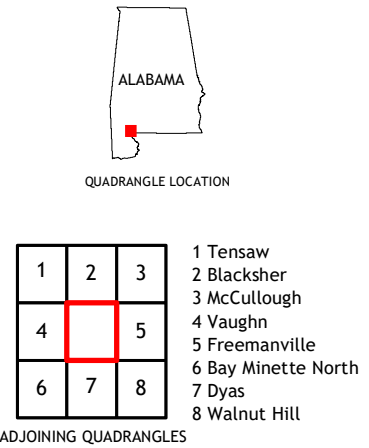 ALABAMA
QUADRANGLE LOCATION
1 2 3
4 5
6 7 8
1 Tensaw
2 Blacksher
3 McCullough
4 Vaughn
5 Freemanville
6 Bay Minette North
7 Dyas
8 Walnut Hill
ADJOINING QUADRANGLES